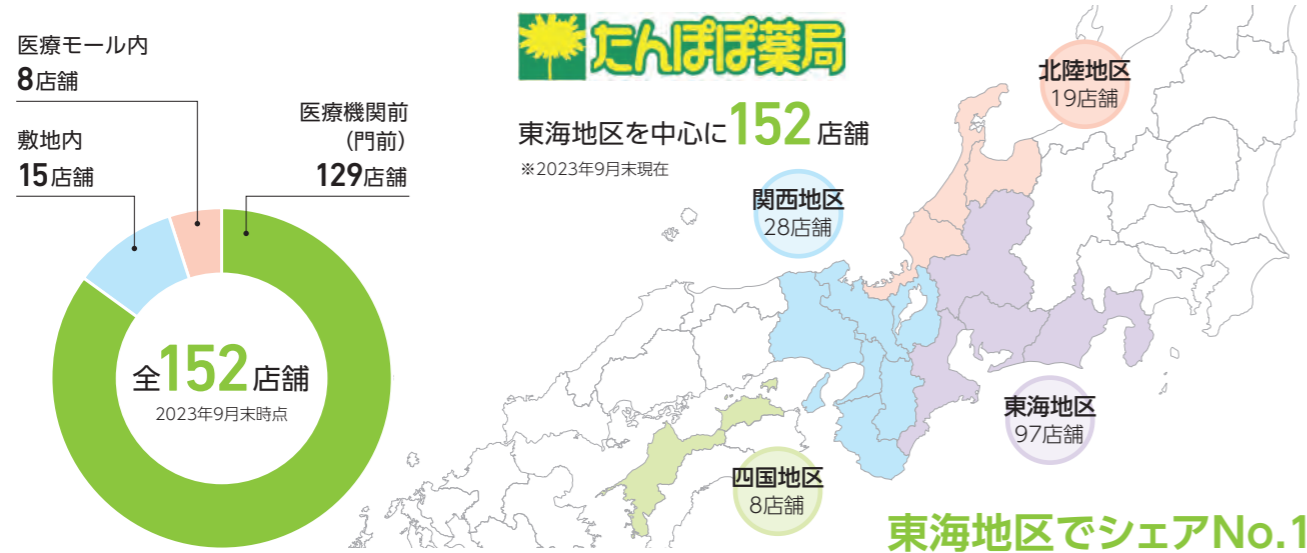 医療モール内
8店舗
敷地内
15店舗
医療機関前
(門前)
129店舗
全152店舗
2023年9月末時点
たんぽぽ薬局
東海地区を中心に152店舗
※2023年9月末現在
北陸地区
19店舗
関西地区
28店舗
東海地区
97店舗
四国地区
8店舗
東海地区でシェアNo.1